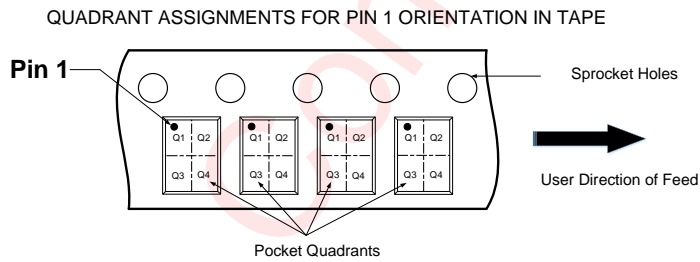 QUADRANT ASSIGNMENTS FOR PIN 1 ORIENTATION IN TAPE
Pin 1
Sprocket Holes
Q1 Q2 Q1 Q2 Q1 Q2 Q1 Q2
Q3 Q4 Q3 Q4 Q3 Q4 Q3 Q4
User Direction of Feed
Pocket Quadrants